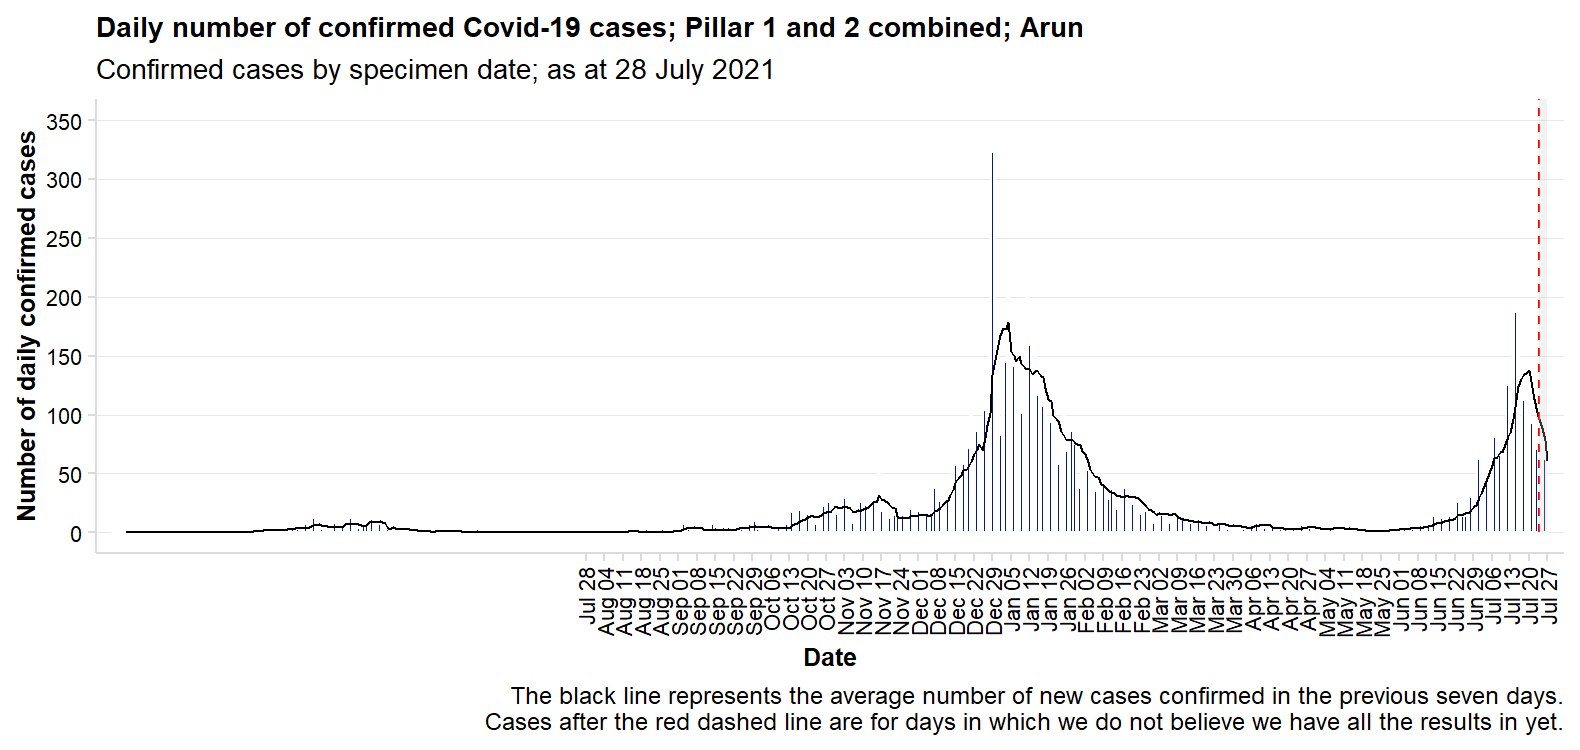 Daily number of confirmed Covid-19 cases; Pillar 1 and 2 combined; Arun
Confirmed cases by specimen date; as at 28 July 2021
Number of daily confirmed cases
350
300
250
200
150
100
50
0
Jul 28
Aug 04
Aug 11
Aug 18
Aug 25
Sep 01
Sep 08
Sep 15
Sep 22
Sep 29
Oct 06
Oct 13
Oct 20
Oct 27
Nov 03
Nov 10
Nov 17
Nov 24
Dec 01
Dec 08
Dec 15
Dec 22
Dec 29
Jan 05
Jan 12
Jan 19
Jan 26
Feb 02
Feb 09
Feb 16
Feb 23
Mar 02
Mar 09
Mar 16
Mar 23
Mar 30
Apr 06
Apr 13
Apr 20
Apr 27
May 04
May 11
May 18
May 25
Jun 01
Jun 08
Jun 15
Jun 22
Jun 29
Jul 06
Jul 13
Jul 20
Jul 27
Date
The black line represents the average number of new cases confirmed in the previous seven days.
Cases after the red dashed line are for days in which we do not believe we have all the results in yet.